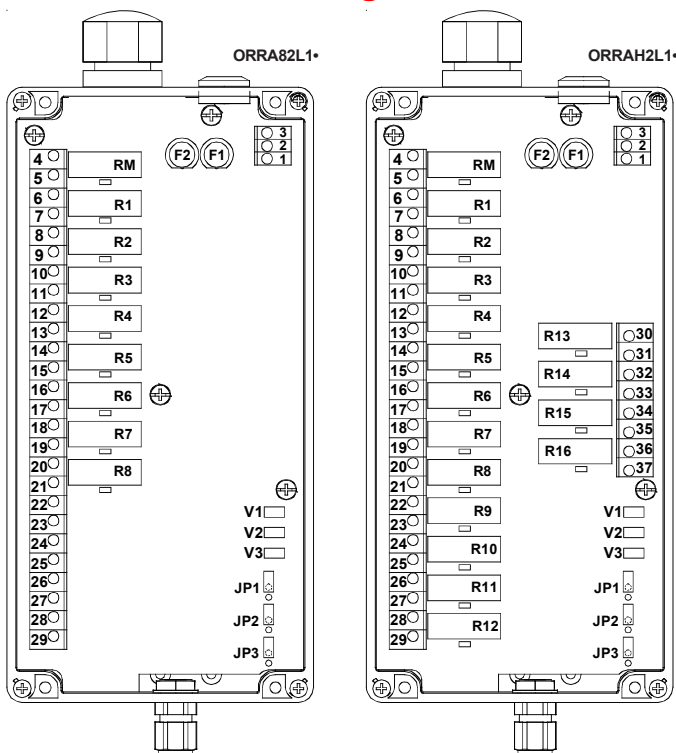 ORRA82L1•
F2 F1
3
2
1
4 RM
5
6 R1
7
8 R2
9
10 R3
11
12 R4
13
14 R5
15
16 R6
17
18 R7
19
20 R8
21
22
23
24
25
26
27
28
29
V1
V2
V3
JP1
JP2
JP3
ORRAH2L1•
F2 F1
3
2
1
4 RM
5
6 R1
7
8 R2
9
10 R3
11
12 R4
13
14 R5
15
16 R6
17
18 R7
19
20 R8
21
22 R9
23
24 R10
25
26 R11
27
28 R12
29
R13 30
31
R14 32
33
R15 34
35
R16 36
37
V1
V2
V3
JP1
JP2
JP3